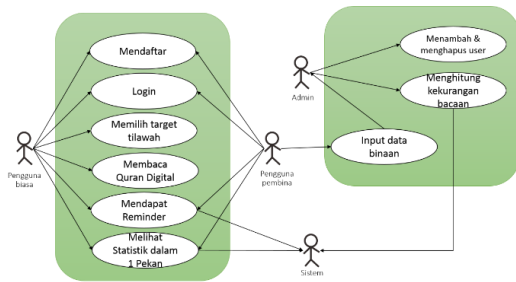 Mendaftar
Login
Memilih target
tilawah
Membaca
Quran Digital
Mendapat
Reminder
Melihat
Statistik dalam
1 Pekan
Pengguna
biasa
Pengguna
pembina
Admin
Menambah &
menghapus user
Menghitung
kekurangan
bacaan
Input data
binaan
Sistem